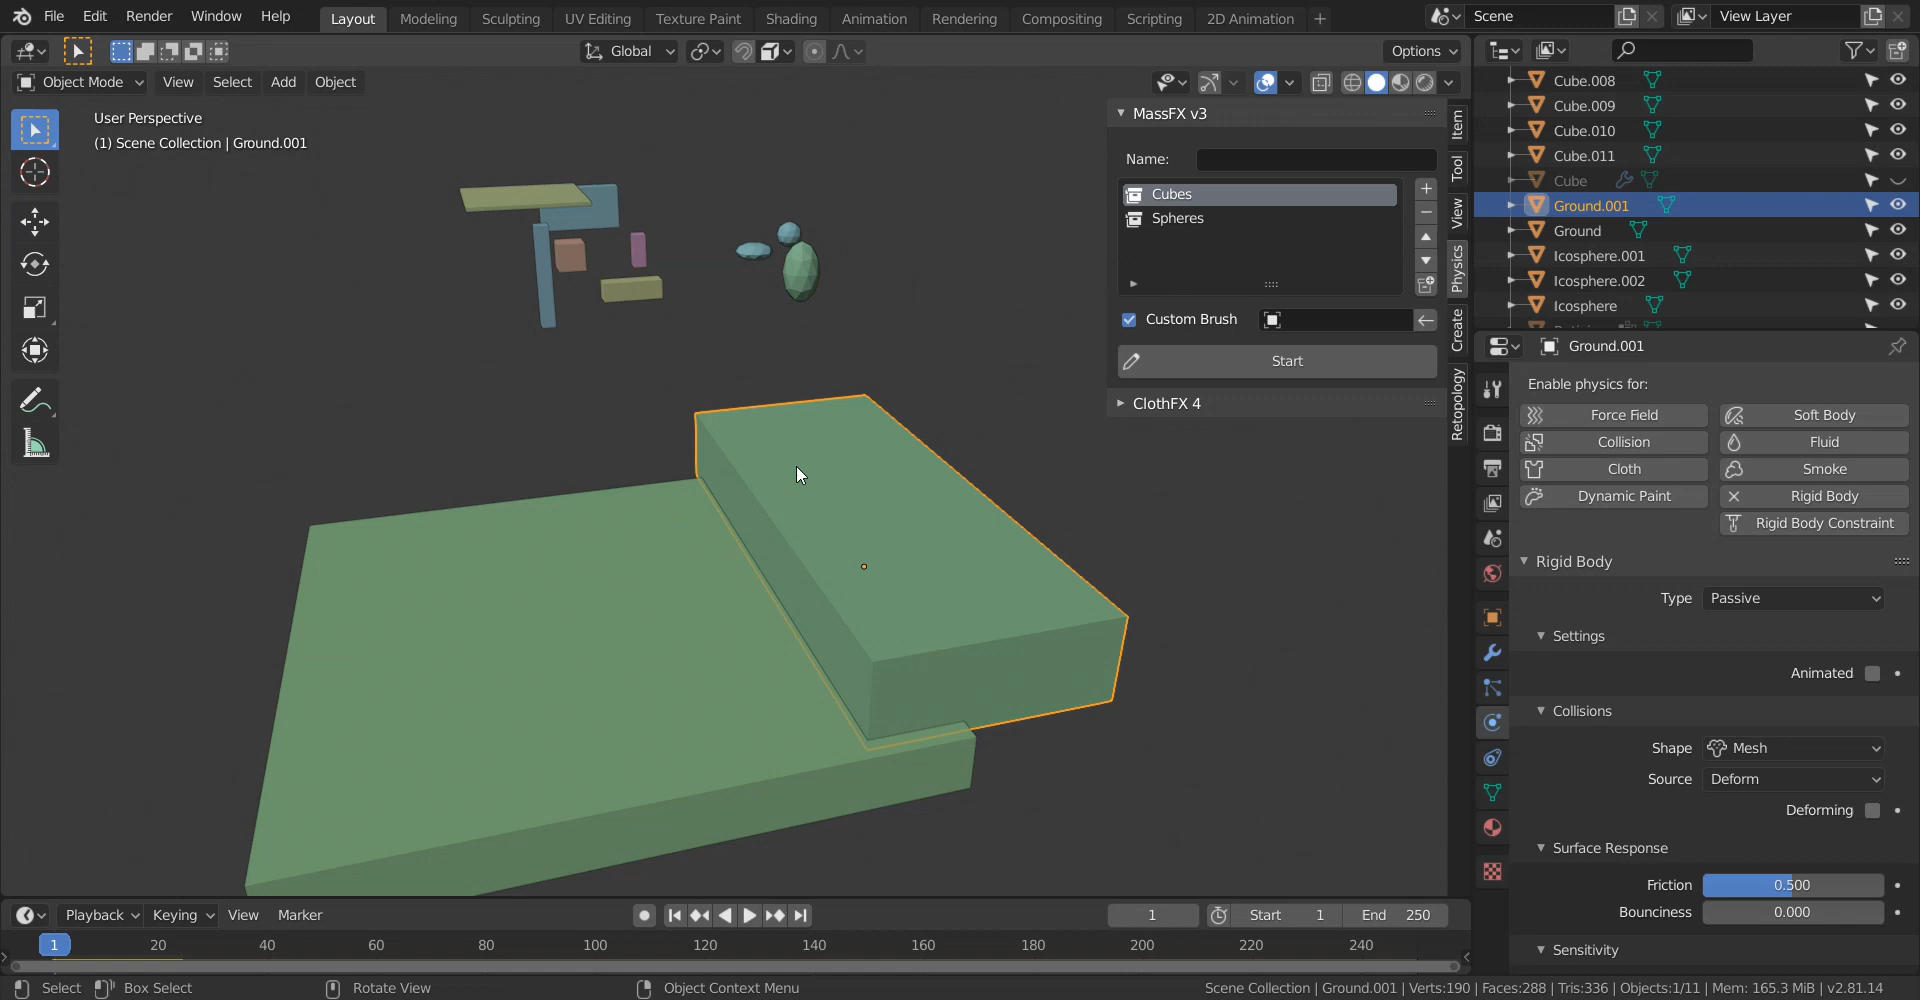 File Edit Render Window Help Layout Modeling Sculpting UV Editing Texture Paint Shading Animation Rendering Compositing Scripting 2D Animation + Scene View Layer
Global Options
Object Mode View Select Add Object
User Perspective
(1) Scene Collection | Ground.001
MassFX v3
Name:
Cubes
Spheres
Custom Brush
Start
ClothFX 4
Item
Tool
View
Physics
Create
Retopology
Cube.008
Cube.009
Cube.010
Cube.011
Cube
Ground.001
Ground
Icosphere.001
Icosphere.002
Icosphere
Ground.001
Enable physics for:
Force Field Soft Body
Collision Fluid
Cloth Smoke
Dynamic Paint Rigid Body
Rigid Body Constraint
Rigid Body
Type Passive
Settings
Animated
Collisions
Shape Mesh
Source Deform
Deforming
Surface Response
Friction 0.500
Bounciness 0.000
Sensitivity
Playback Keying View Marker 1 Start 1 End 250
1 20 40 60 80 100 120 140 160 180 200 220 240
Select Box Select Rotate View Object Context Menu Scene Collection | Ground.001 | Verts:190 | Faces:288 | Tris:336 | Objects:1/11 | Mem: 165.3 MiB | v2.81.14